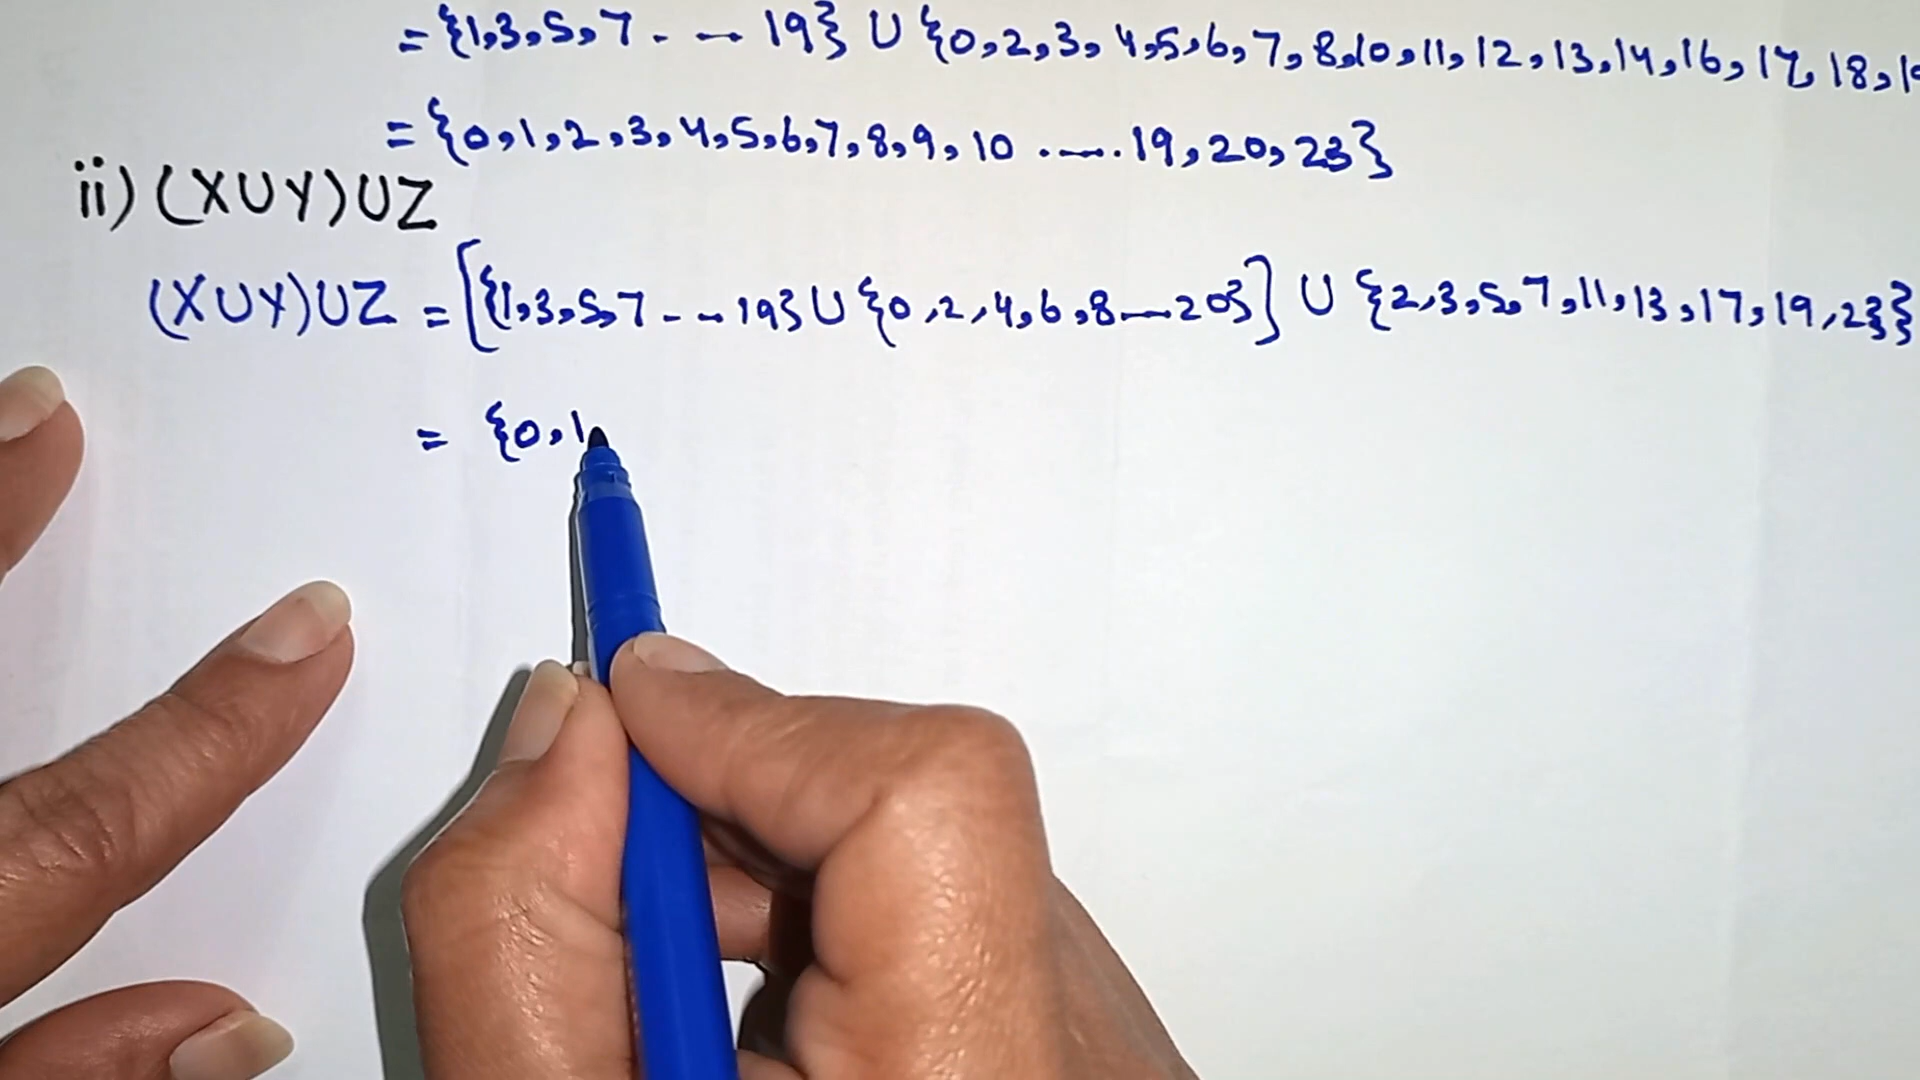 = {1,3,5,7 - -- 19} ∪ {0,2,3,4,5,6,7,8,10,11,12,13,14,16,17,18,
= {0,1,2,3,4,5,6,7,8,9,10 ..... 19,20,23}
ii) (X∪Y)∪Z
(X∪Y)∪Z = [{1,3,5,7 - -- 19} ∪ {0,2,4,6,8---20}] ∪ {2,3,5,7,11,13,17,19,23}
= {0,1